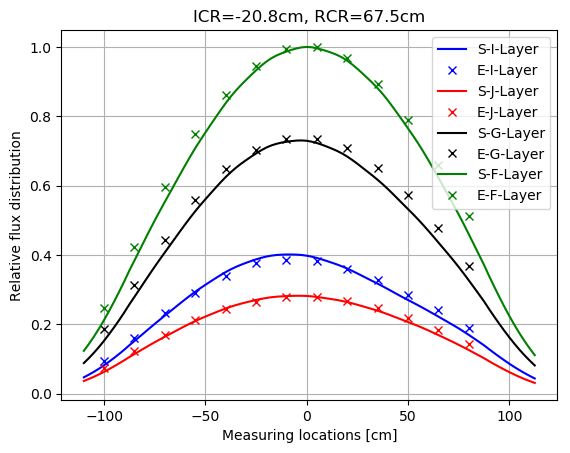 ICR=-20.8cm, RCR=67.5cm
1.0
0.8
0.6
0.4
0.2
0.0
Relative flux distribution
S-I-Layer
E-I-Layer
S-J-Layer
E-J-Layer
S-G-Layer
E-G-Layer
S-F-Layer
E-F-Layer
−100 −50 0 50 100
Measuring locations [cm]